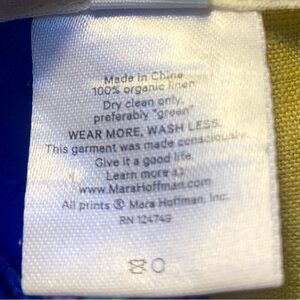 Made in China
100% organic linen
Dry clean only,
preferably "green"
WEAR MORE, WASH LESS.
This garment was made consciously.
Give it a good life.
Learn more at
www.MaraHoffman.com
All prints ® Mara Hoffman, Inc.
RN 124749